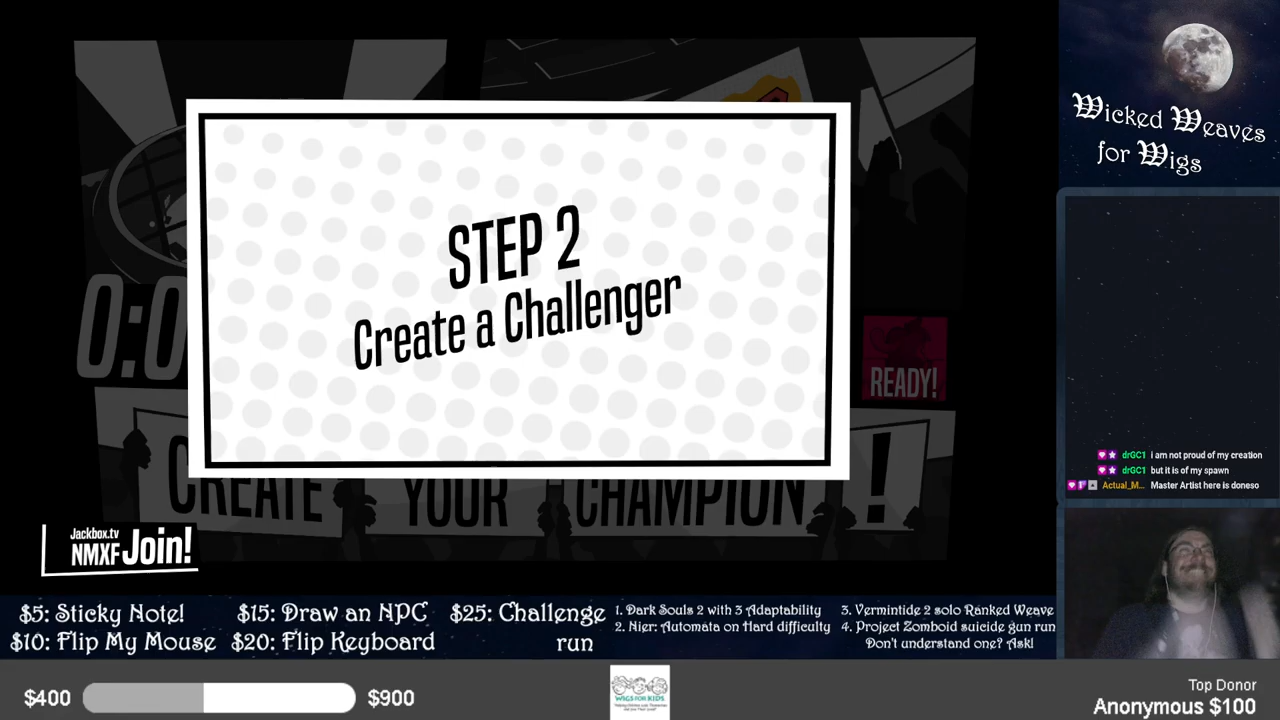 Wicked Weaves
for Wigs
STEP 2
Create a Challenger
0:0
READY!
CREATE YOUR CHAMPION!
Jackbox.tv
NMXF Join!
drGC1 i am not proud of my creation
drGC1 but it is of my spawn
Actual_M... Master Artist here is doneso
$5: Sticky Note! $15: Draw an NPC $25: Challenge
$10: Flip My Mouse $20: Flip Keyboard run
1. Dark Souls 2 with 3 Adaptability 3. Vermintide 2 solo Ranked Weave
2. Nier: Automata on Hard difficulty 4. Project Zomboid suicide gun run
Don't understand one? Ask!
$400 $900
WIGS FOR KIDS
Top Donor
Anonymous $100